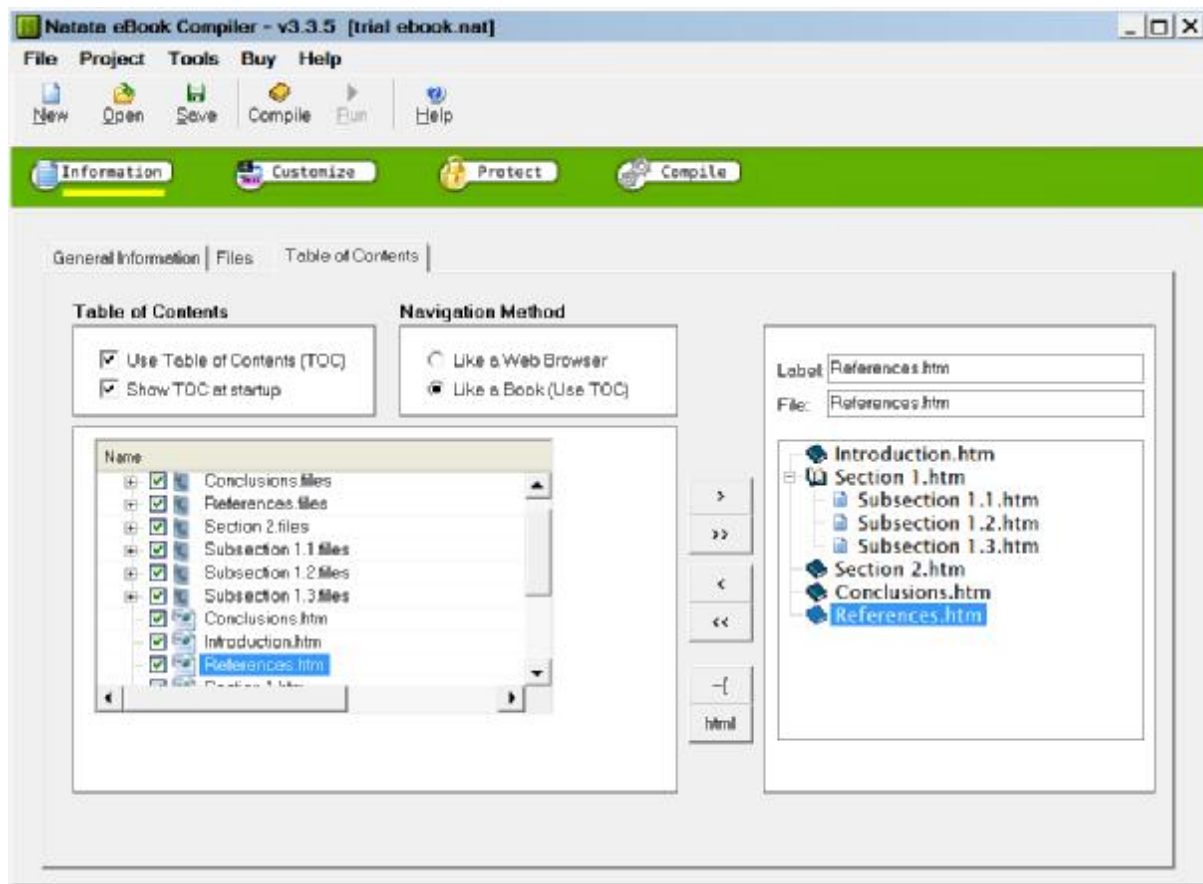 Natata eBook Compiler - v3.3.5 [trial ebook.nat]
File Project Tools Buy Help
New Open Save Compile Run Help
Information Customize Protect Compile
General Information Files Table of Contents
Table of Contents
Use Table of Contents (TOC)
Show TOC at startup
Navigation Method
Like a Web Browser
Like a Book (Use TOC)
Name
Conclusions.files
References.files
Section 2.files
Subsection 1.1.files
Subsection 1.2.files
Subsection 1.3.files
Conclusions.htm
Introduction.htm
References.htm
Section 1.htm
>
>>
<
<<
-[
html
Label: References.htm
File: References.htm
Introduction.htm
Section 1.htm
Subsection 1.1.htm
Subsection 1.2.htm
Subsection 1.3.htm
Section 2.htm
Conclusions.htm
References.htm